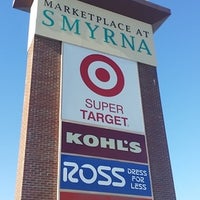 MARKETPLACE AT
SMYRNA
SUPER
TARGET
KOHL'S
ROSS DRESS
FOR
LESS